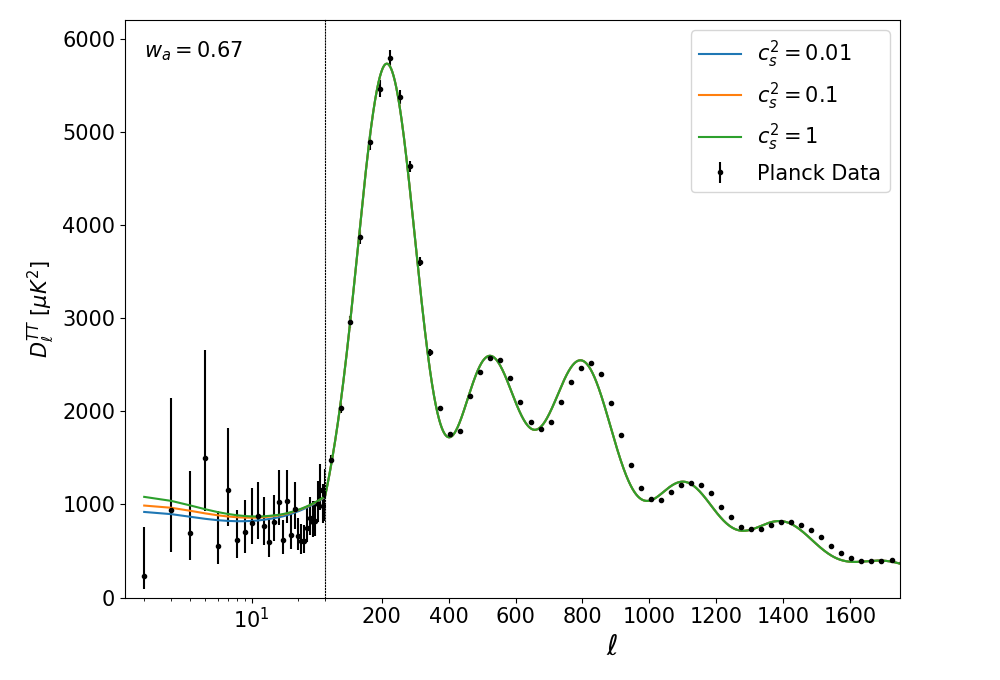 w_a = 0.67
c_s^2 = 0.01
c_s^2 = 0.1
c_s^2 = 1
Planck Data
6000
5000
4000
3000
2000
1000
0
D_ℓ^{TT} [μK^2]
10^1 200 400 600 800 1000 1200 1400 1600
ℓ